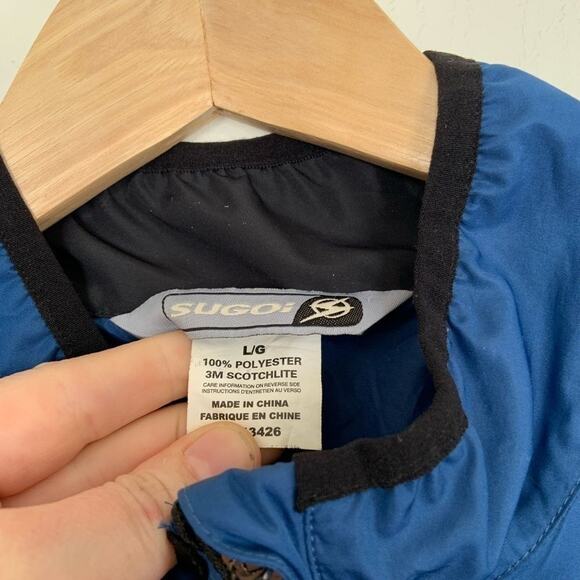 SUGOi
L/G
100% POLYESTER
3M SCOTCHLITE
CARE INFORMATION ON REVERSE SIDE
INSTRUCTIONS D'ENTRETIEN AU VERSO
MADE IN CHINA
FABRIQUE EN CHINE
3426